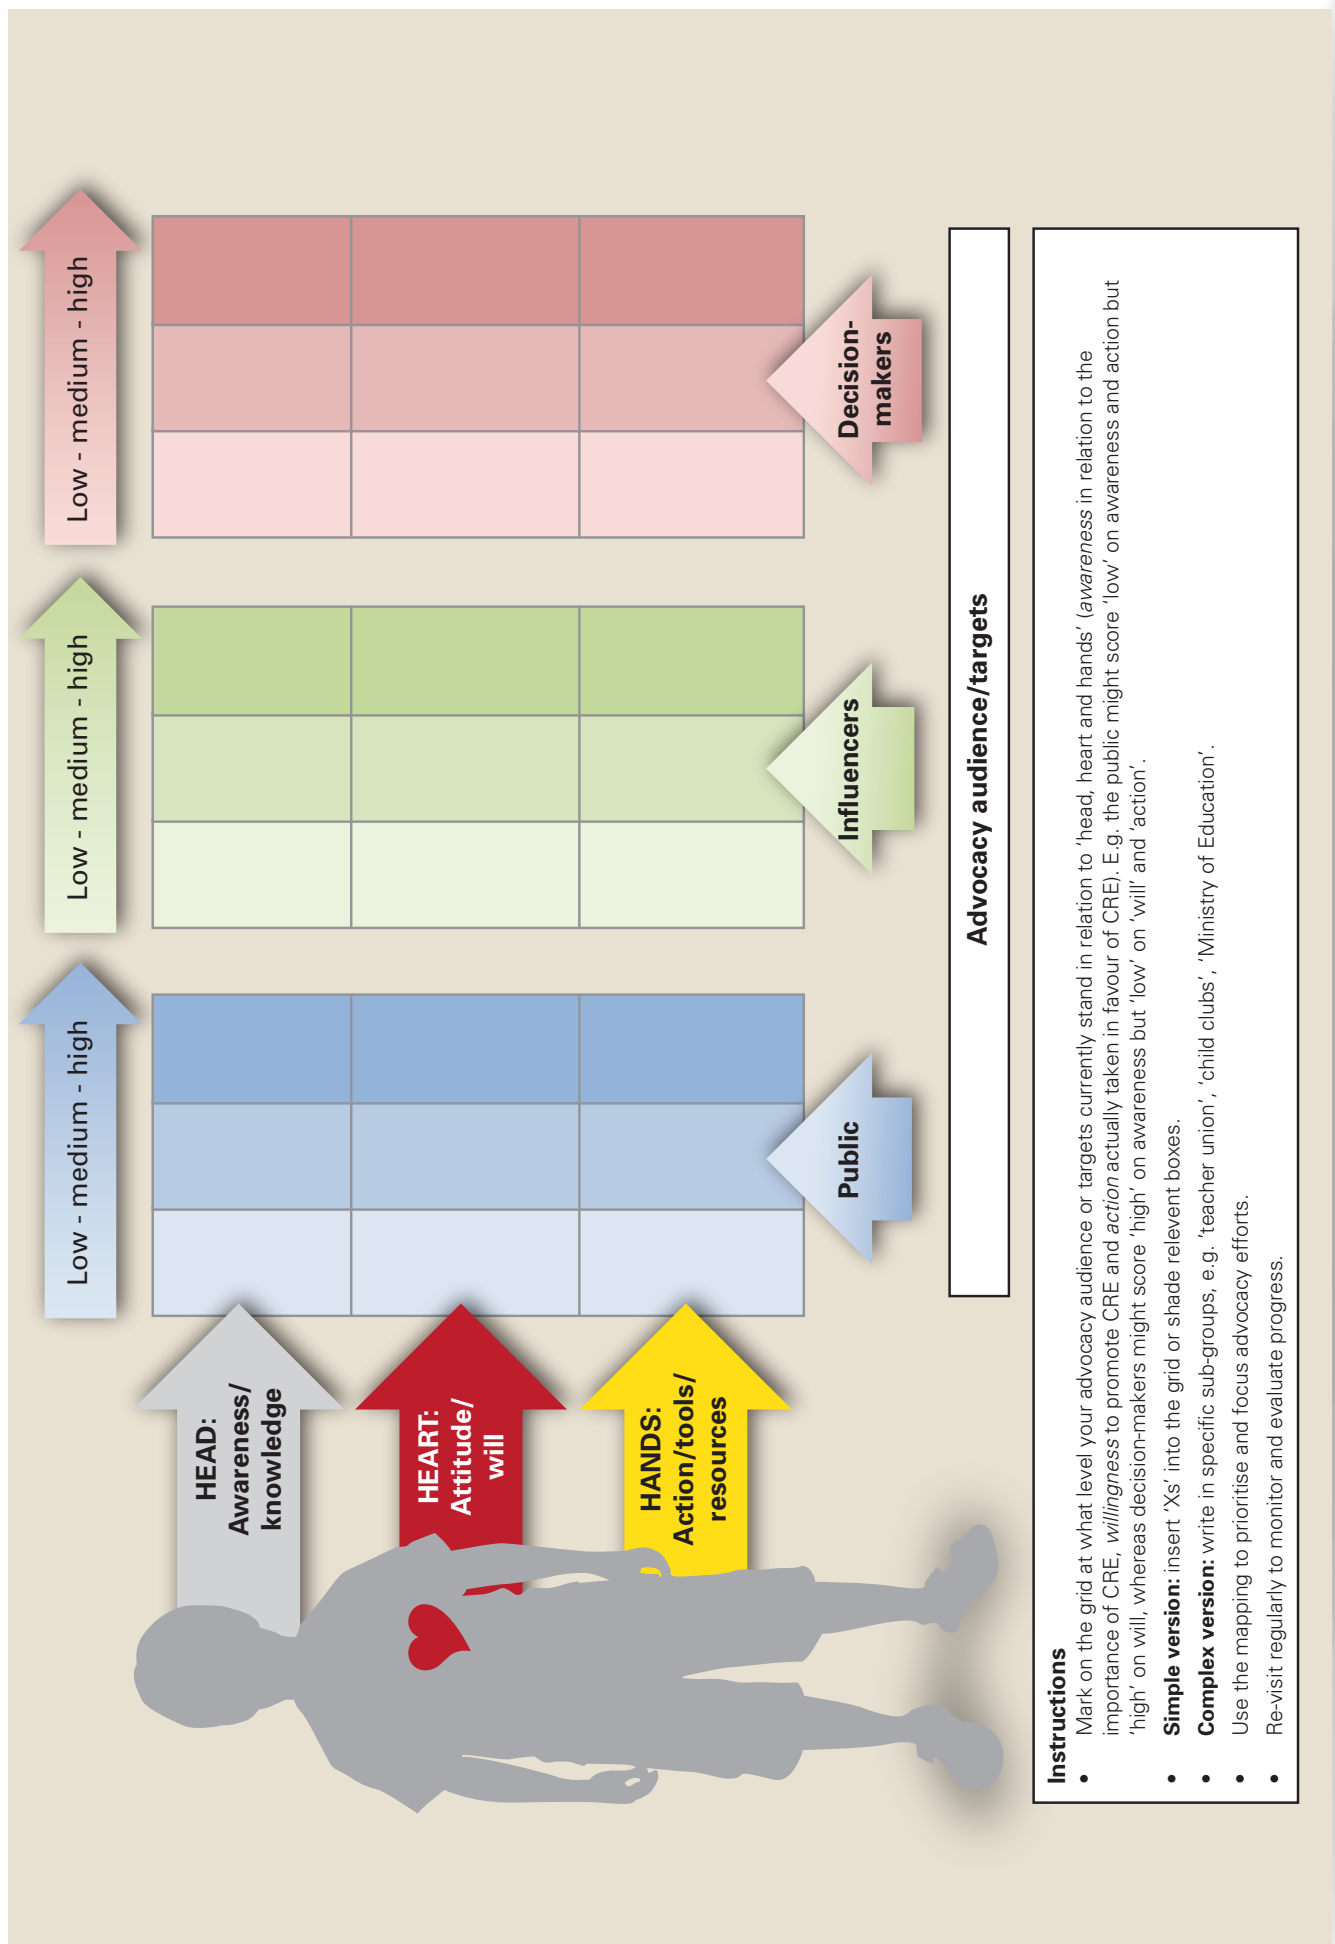 Low - medium - high
Low - medium - high
Low - medium - high
HEAD:
Awareness/
knowledge
HEART:
Attitude/
will
HANDS:
Action/tools/
resources
Public
Influencers
Decision-
makers
Advocacy audience/targets
Instructions
• Mark on the grid at what level your advocacy audience or targets currently stand in relation to ‘head, heart and hands’ (awareness in relation to the
importance of CRE, willingness to promote CRE and action actually taken in favour of CRE). E.g. the public might score ‘low’ on awareness and action but
‘high’ on will, whereas decision-makers might score ‘high’ on awareness but ‘low’ on ‘will’ and ‘action’.
• Simple version: insert ‘Xs’ into the grid or shade relevent boxes.
• Complex version: write in specific sub-groups, e.g. ‘teacher union’, ‘child clubs’, ‘Ministry of Education’.
• Use the mapping to prioritise and focus advocacy efforts.
• Re-visit regularly to monitor and evaluate progress.